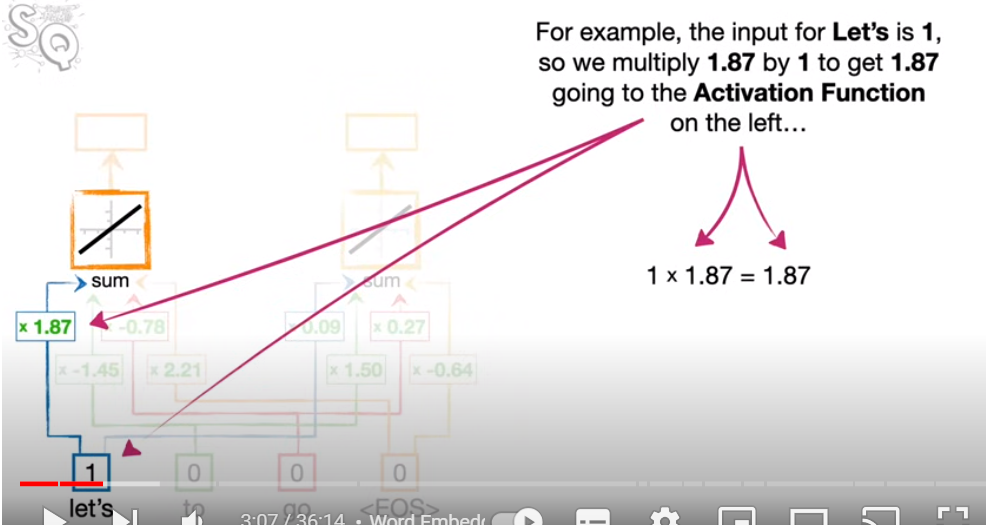 SQ
For example, the input for Let's is 1,
so we multiply 1.87 by 1 to get 1.87
going to the Activation Function
on the left...
1 x 1.87 = 1.87
sum
sum
x 1.87
x -0.78
x 0.09
x 0.27
x -1.45
x 2.21
x 1.50
x -0.64
1
0
0
0
let's
to
go
<EOS>
3:07 / 36:14 • Word Embed